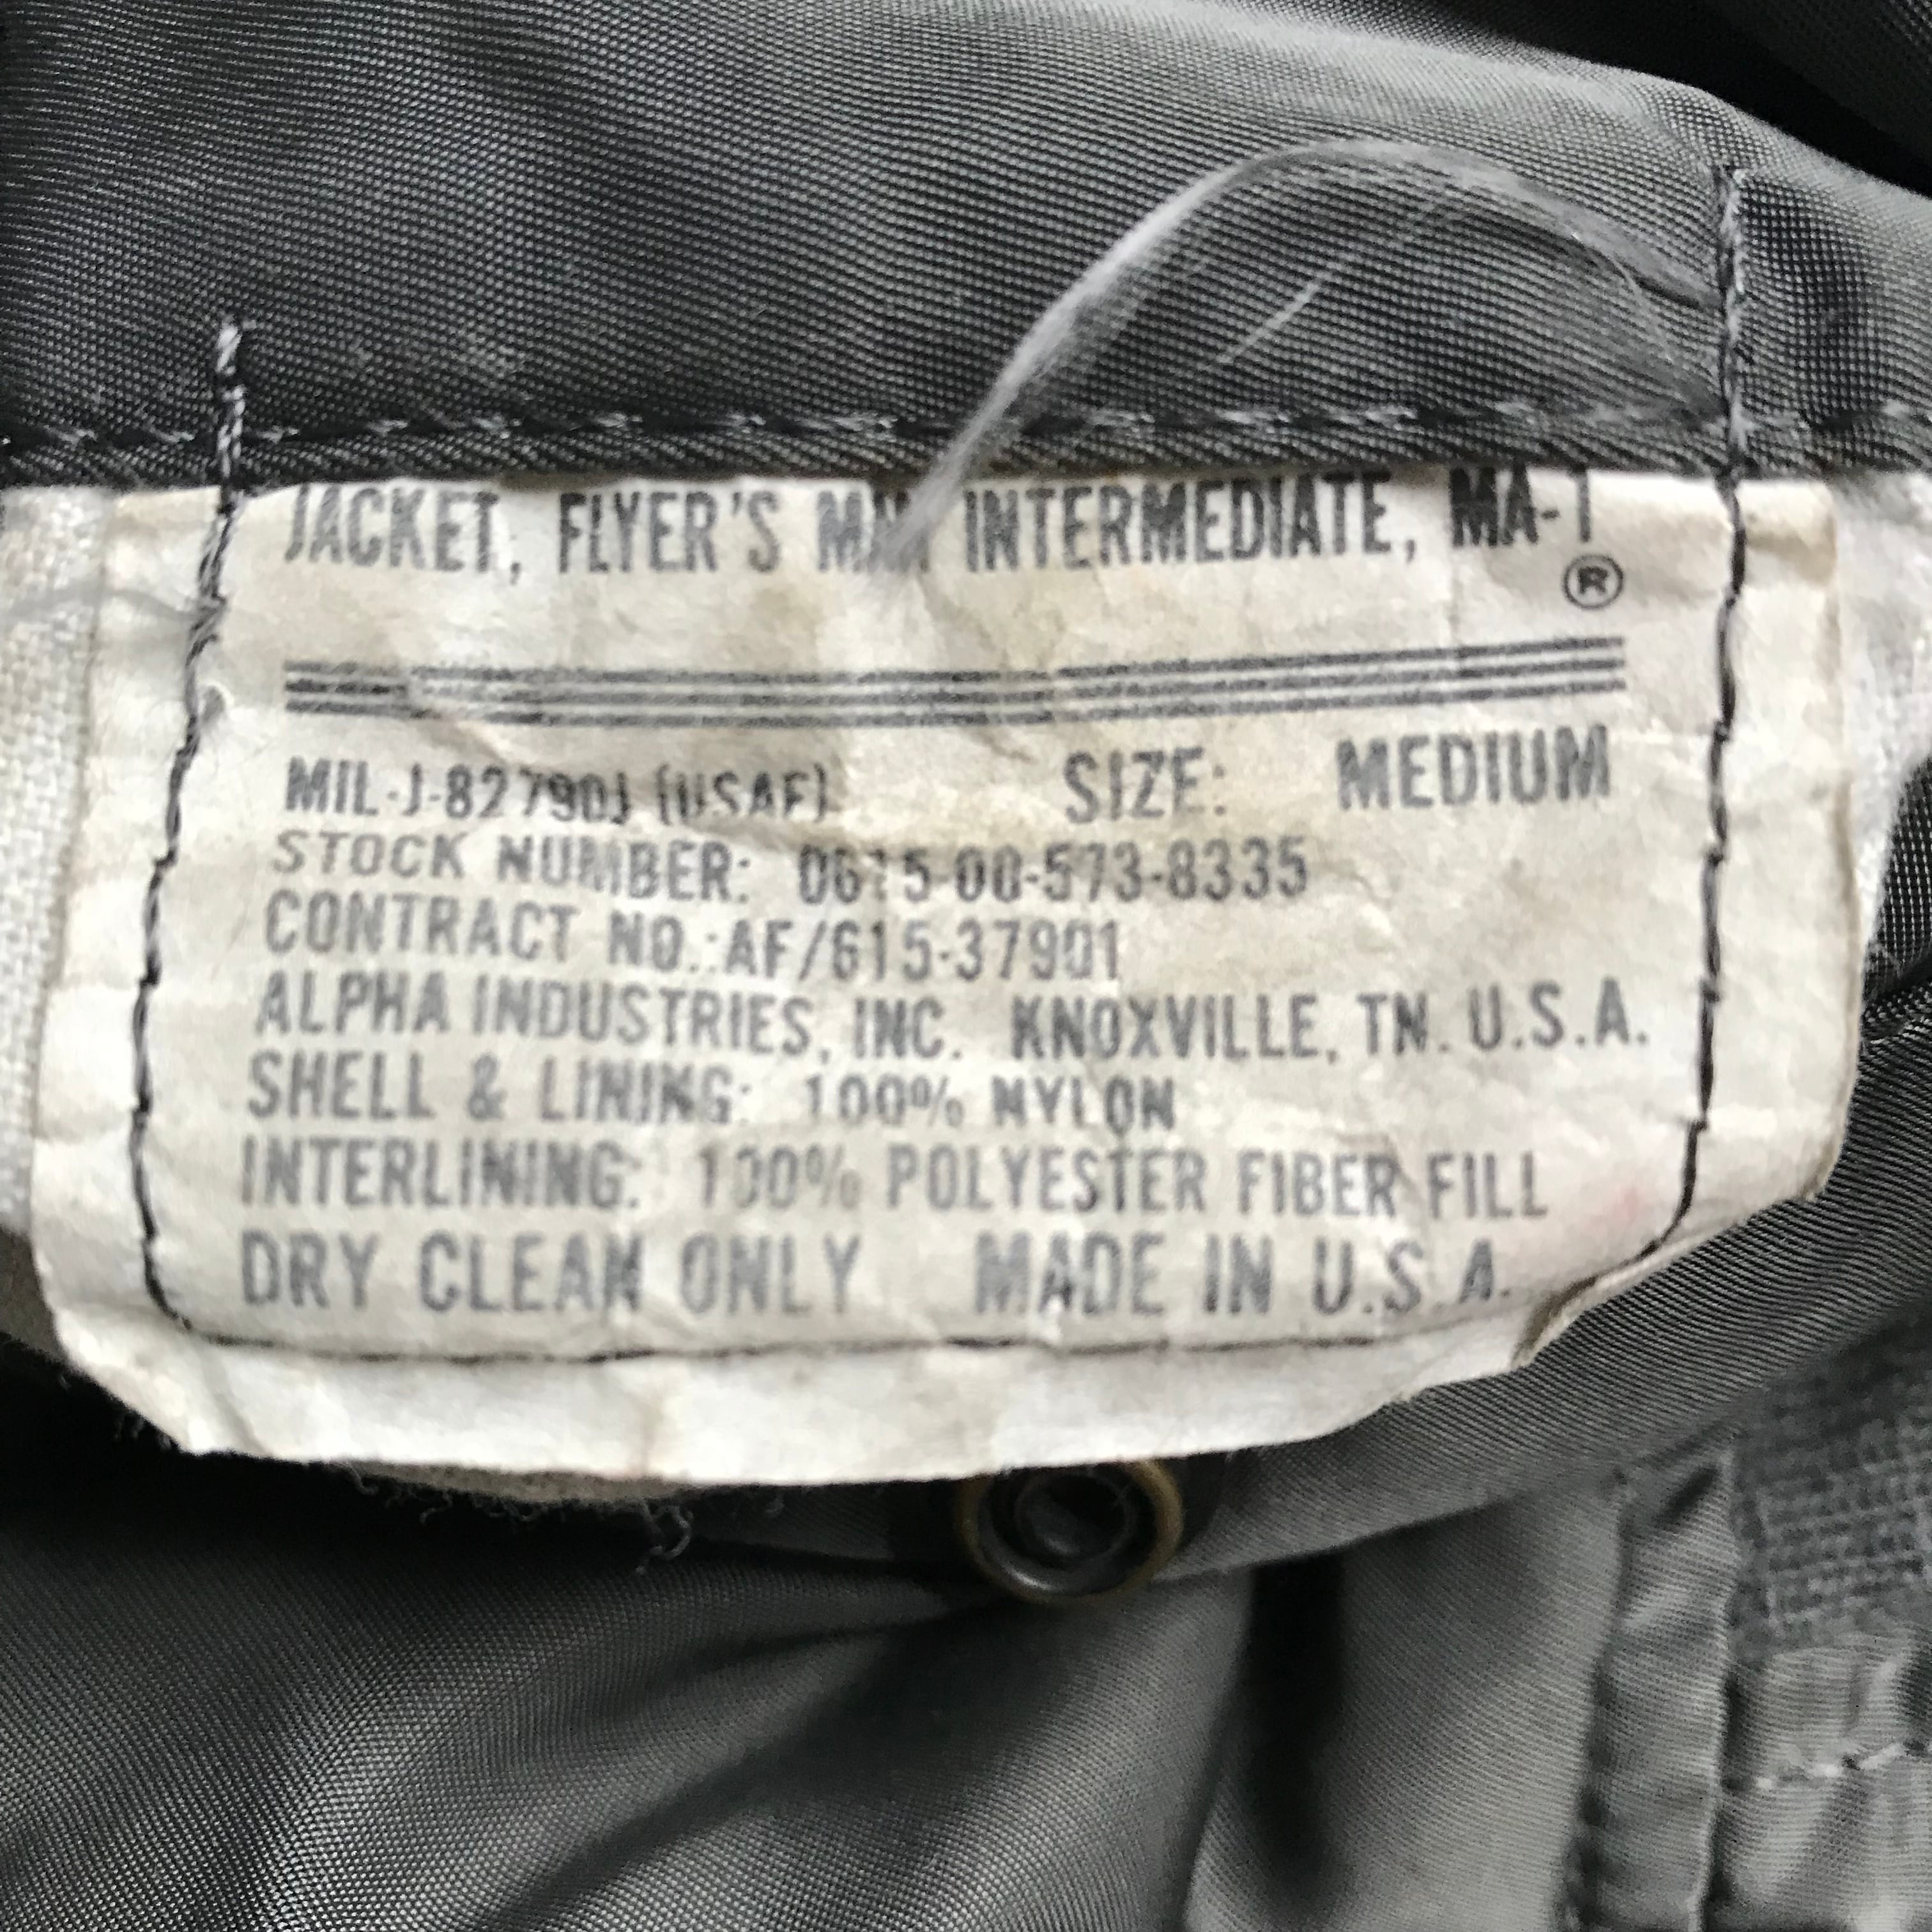 JACKET, FLYER'S INTERMEDIATE, MA-1
®
MIL-J-82790J (USAF) SIZE: MEDIUM
STOCK NUMBER: 0615-00-573-8335
CONTRACT NO.:AF/615-37901
ALPHA INDUSTRIES, INC. KNOXVILLE, TN. U.S.A.
SHELL & LINING: 100% NYLON
INTERLINING: 100% POLYESTER FIBER FILL
DRY CLEAN ONLY MADE IN U.S.A.